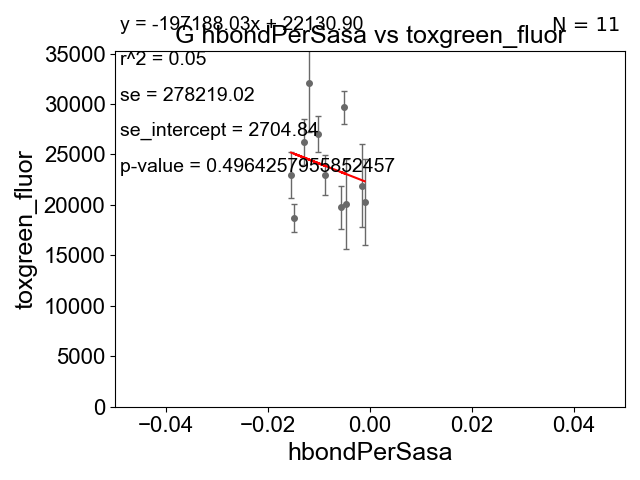 y = -197188.03x + 22130.90
N = 11
G hbondPerSasa vs toxgreen_fluor
r^2 = 0.05
se = 278219.02
se_intercept = 2704.84
p-value = 0.4964257955852457
toxgreen_fluor
35000
30000
25000
20000
15000
10000
5000
0
−0.04
−0.02
0.00
0.02
0.04
hbondPerSasa